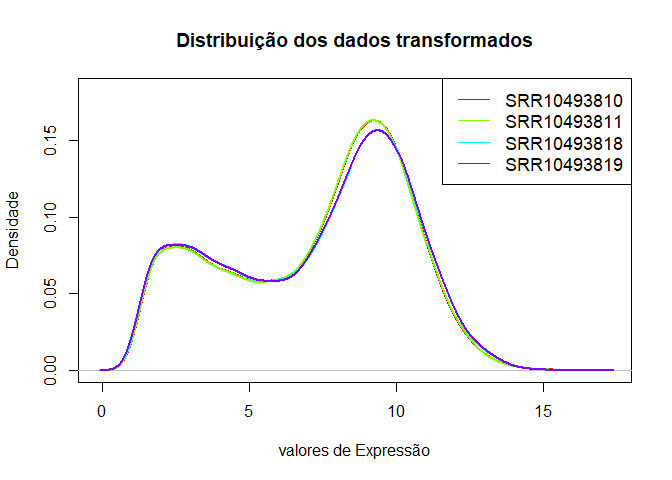 Distribuição dos dados transformados
SRR10493810
SRR10493811
SRR10493818
SRR10493819
Densidade
0.15
0.10
0.05
0.00
0 5 10 15
valores de Expressão